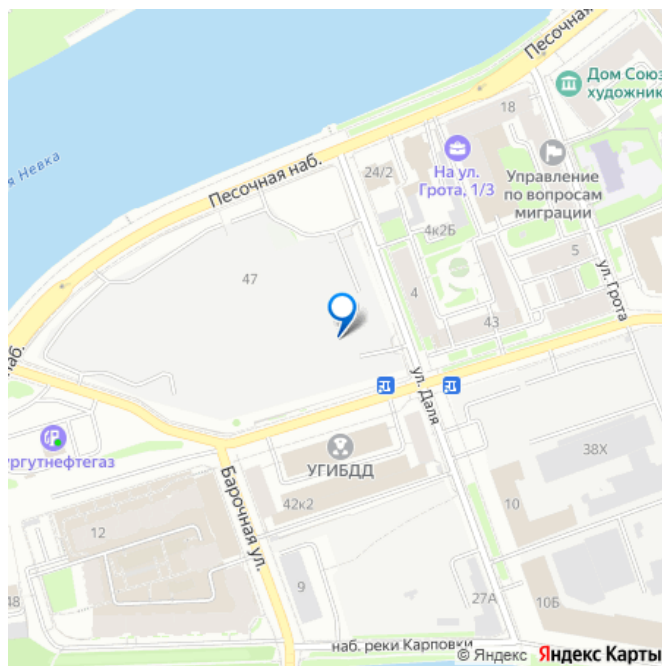 Песочная наб.
Дом Союз
художник
18
я Невка
Песочная наб.
24/2
На ул.
Грота, 1/3
Управление
по вопросам
миграции
4к2Б
5
47
4
43
ул. Грота
наб.
ул. Даля
ургутнефтегаз
УГИБДД
38Х
Барочная ул.
42к2
10
12
9
48
27А
10Б
наб. реки Карповки
© Яндекс Яндекс Карты